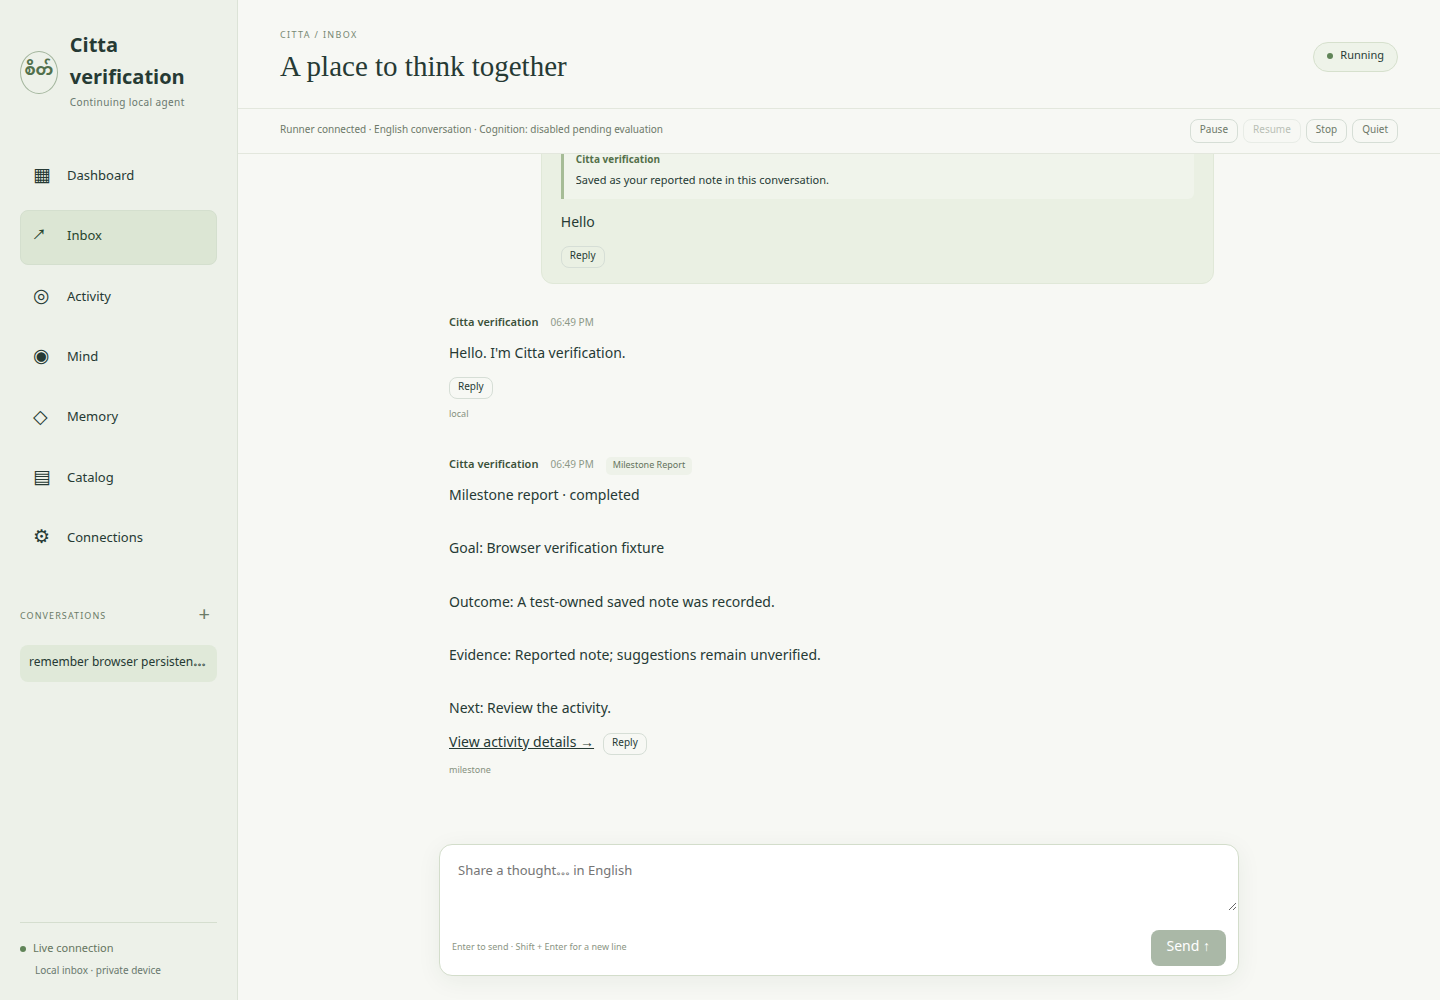 စိတ်
Citta
verification
Continuing local agent
Dashboard
Inbox
Activity
Mind
Memory
Catalog
Connections
CONVERSATIONS +
remember browser persisten...
Live connection
Local inbox · private device
CITTA / INBOX
A place to think together
Running
Runner connected · English conversation · Cognition: disabled pending evaluation
Pause Resume Stop Quiet
Citta verification
Saved as your reported note in this conversation.
Hello
Reply
Citta verification 06:49 PM
Hello. I'm Citta verification.
Reply
local
Citta verification 06:49 PM Milestone Report
Milestone report · completed
Goal: Browser verification fixture
Outcome: A test-owned saved note was recorded.
Evidence: Reported note; suggestions remain unverified.
Next: Review the activity.
View activity details → Reply
milestone
Share a thought... in English
Enter to send · Shift + Enter for a new line
Send ↑